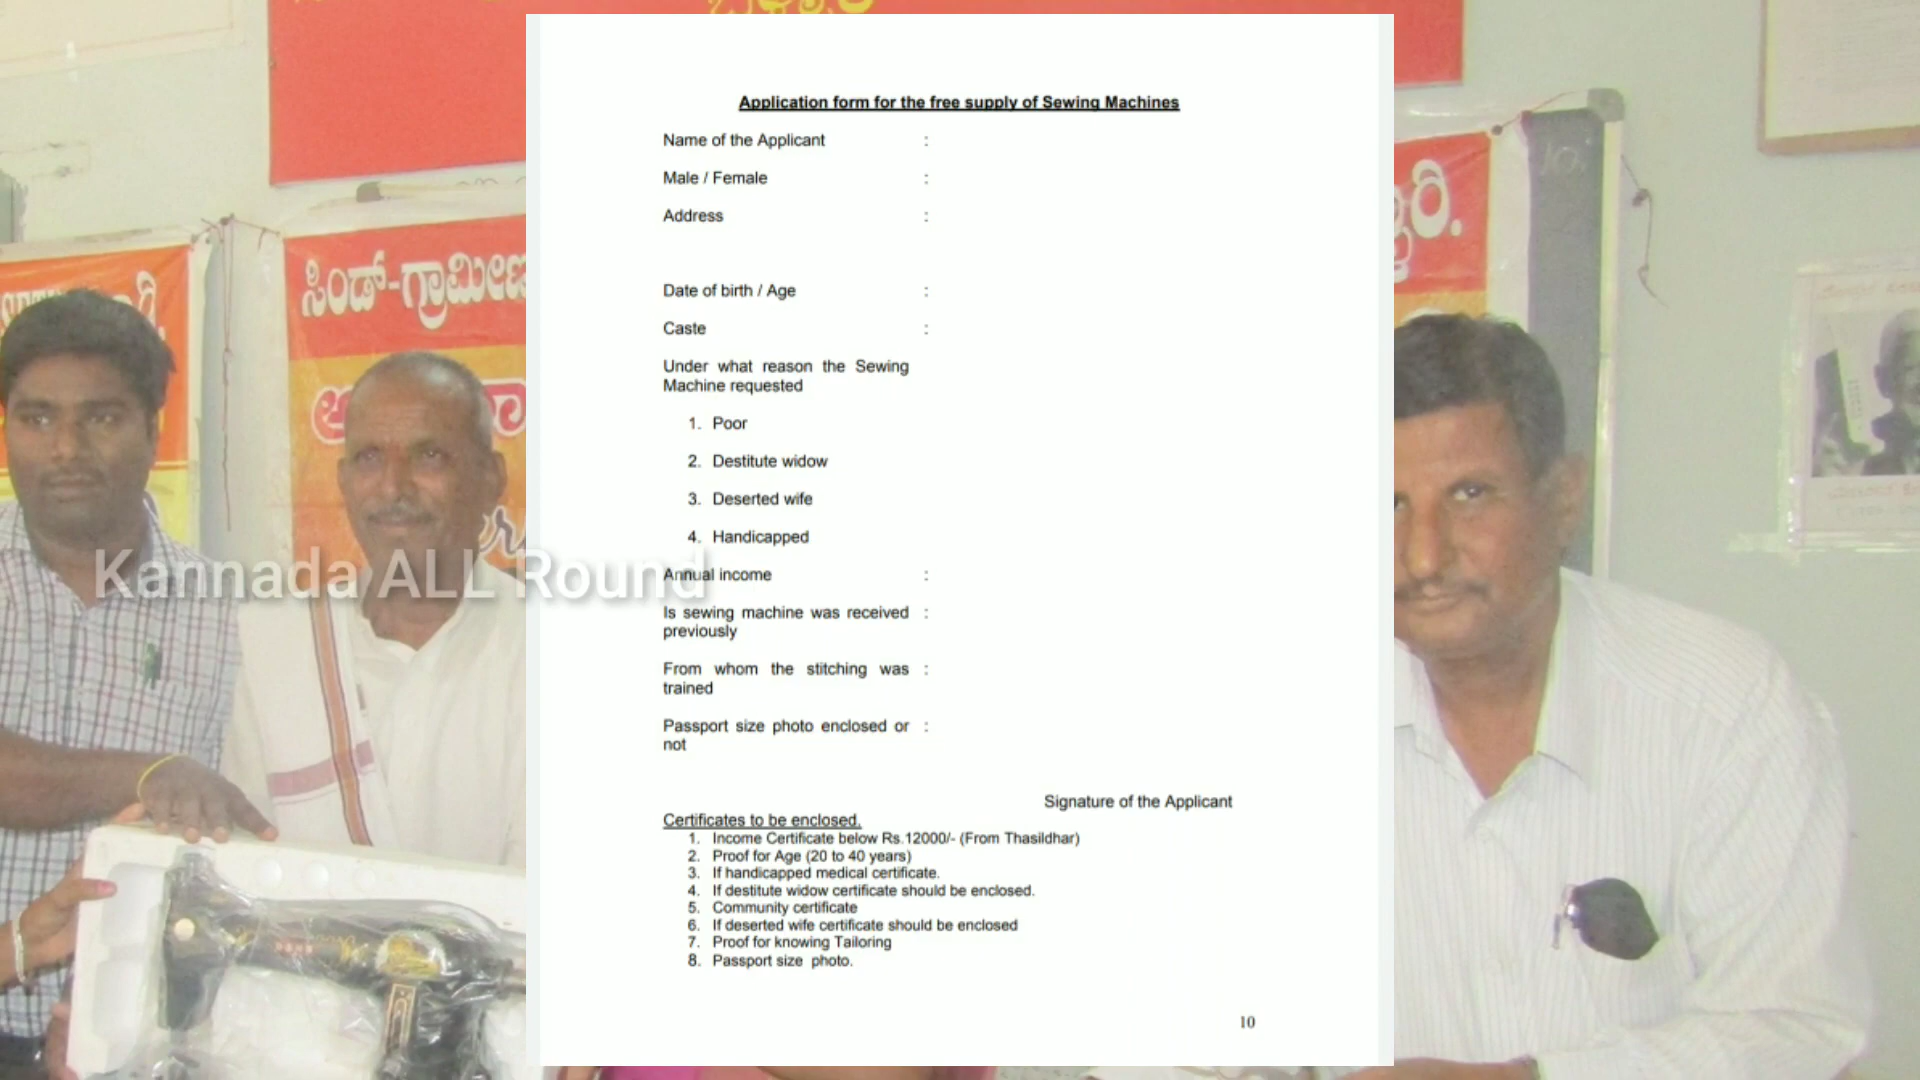 Application form for the free supply of Sewing Machines
Name of the Applicant :
Male / Female :
Address :
Date of birth / Age :
Caste :
Under what reason the Sewing
Machine requested
1. Poor
2. Destitute widow
3. Deserted wife
4. Handicapped
Annual income :
Is sewing machine was received :
previously
From whom the stitching was :
trained
Passport size photo enclosed or :
not
Signature of the Applicant
Certificates to be enclosed.
1. Income Certificate below Rs.12000/- (From Thasildhar)
2. Proof for Age (20 to 40 years)
3. If handicapped medical certificate.
4. If destitute widow certificate should be enclosed.
5. Community certificate
6. If deserted wife certificate should be enclosed
7. Proof for knowing Tailoring
8. Passport size photo.
10
Kannada ALL Round
ಸಿಂಡ್-ಗ್ರಾಮೀಣ